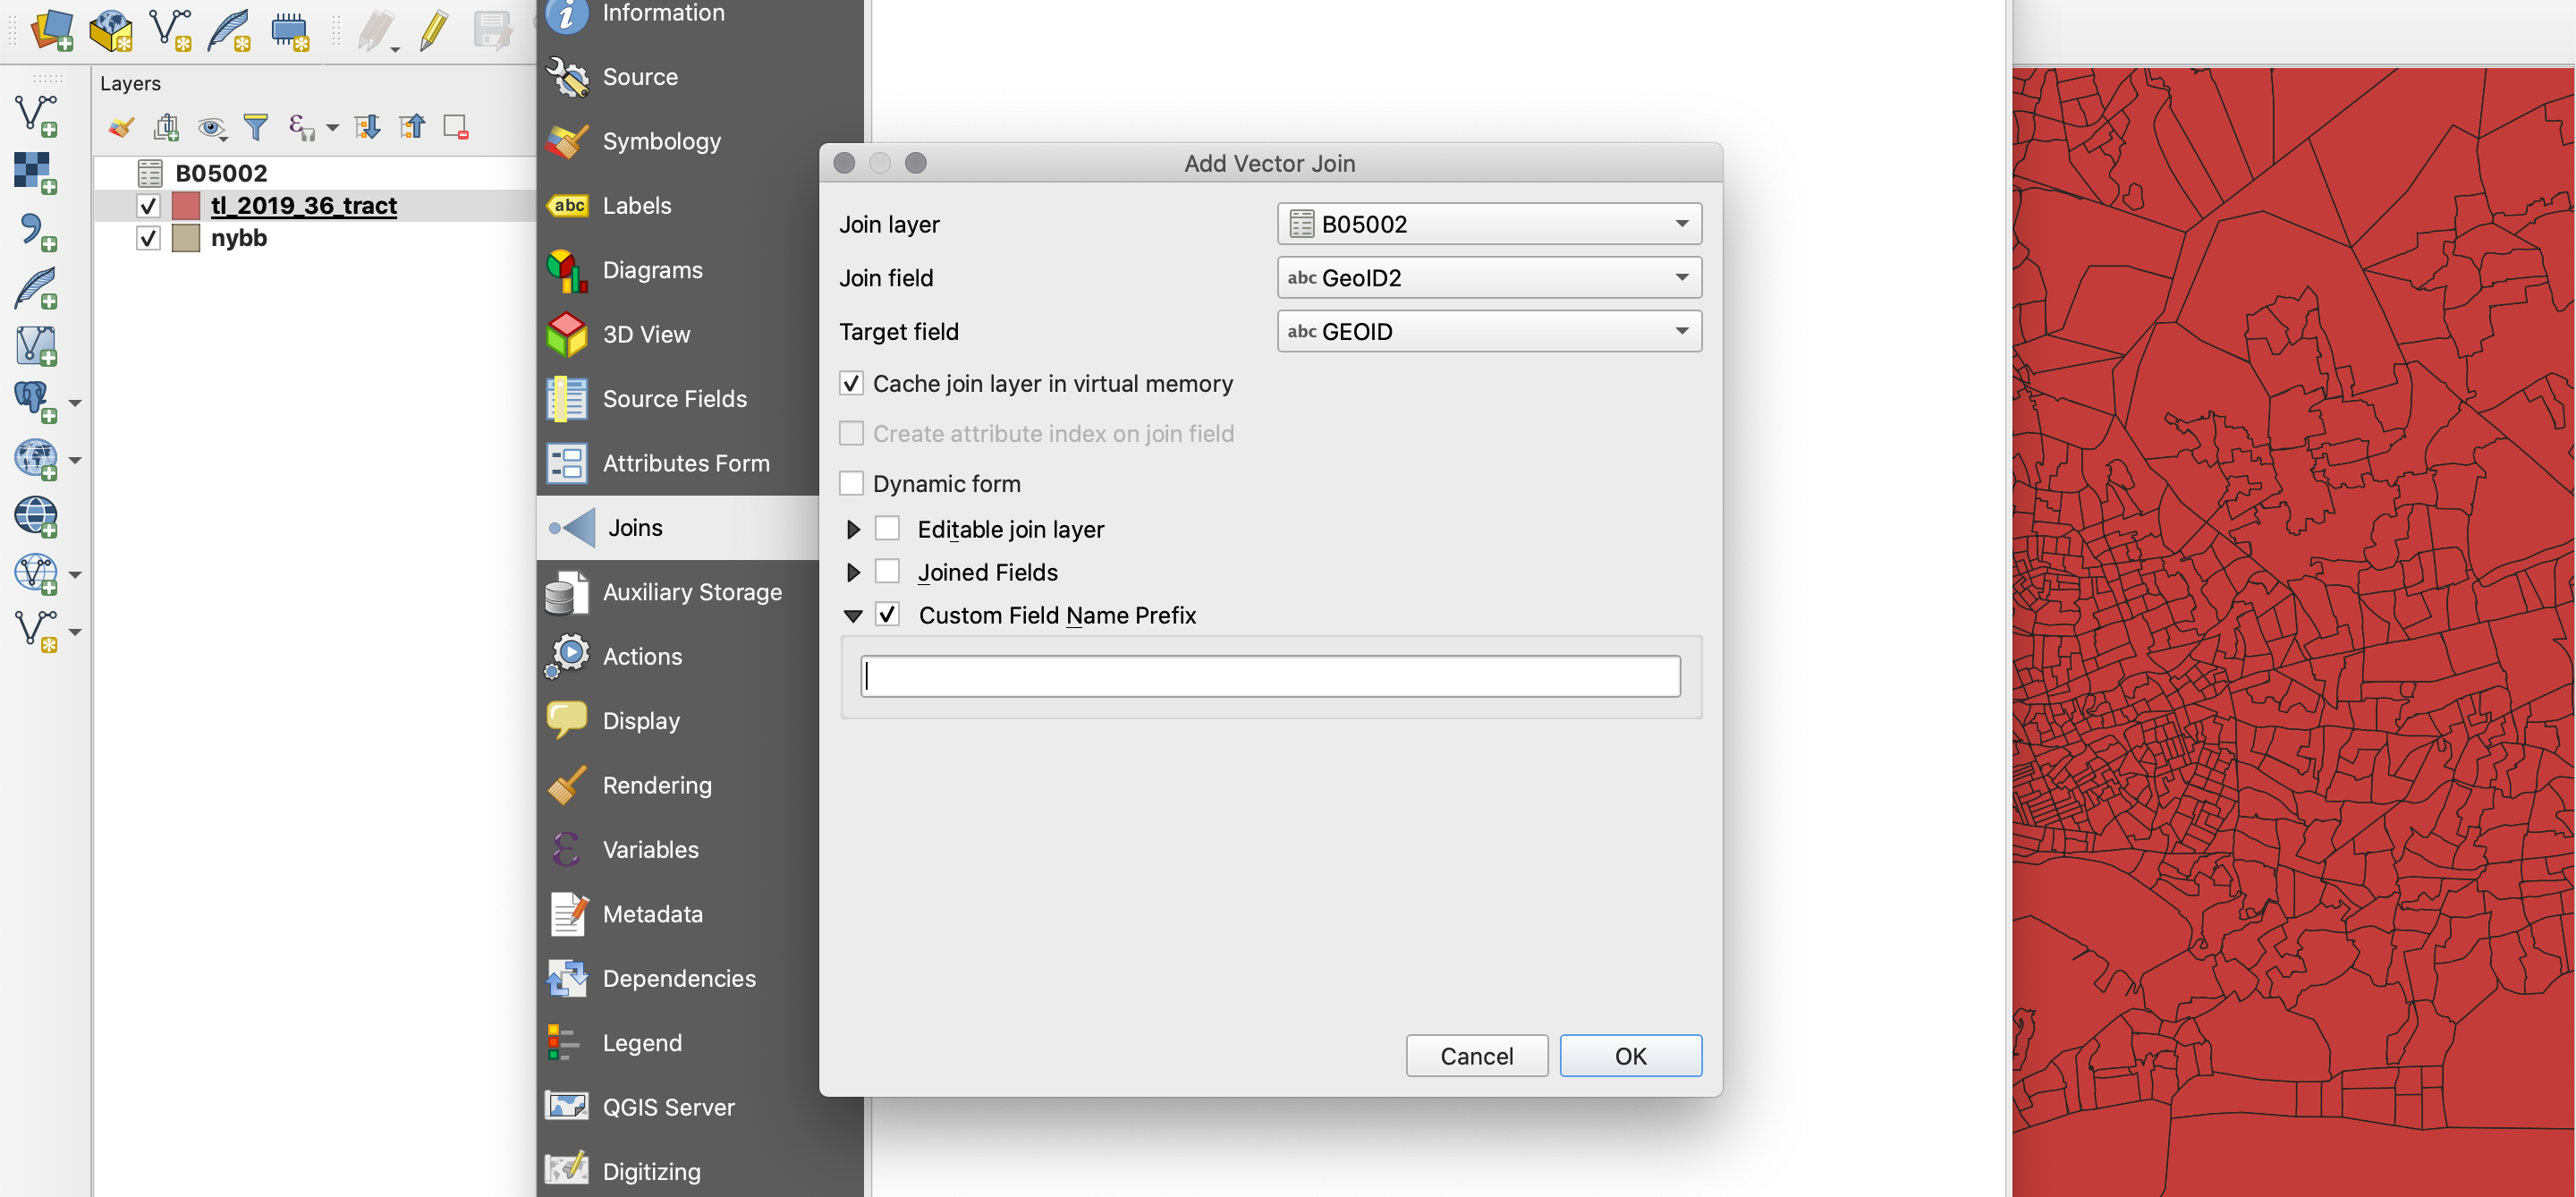 Layers
B05002
tl_2019_36_tract
nybb
Information
Source
Symbology
abc Labels
Diagrams
3D View
Source Fields
Attributes Form
Joins
Auxiliary Storage
Actions
Display
Rendering
Variables
Metadata
Dependencies
Legend
QGIS Server
Digitizing
Add Vector Join
Join layer B05002
Join field abc GeoID2
Target field abc GEOID
Cache join layer in virtual memory
Create attribute index on join field
Dynamic form
Editable join layer
Joined Fields
Custom Field Name Prefix
Cancel OK